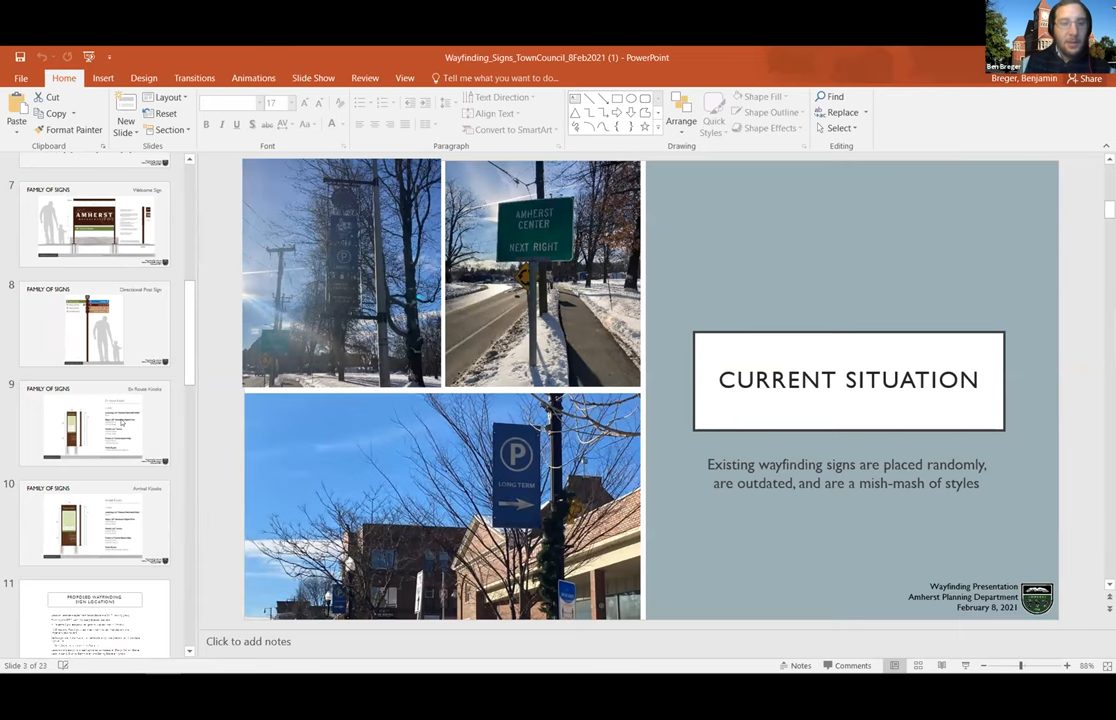 Ben Breger
Wayfinding_Signs_TownCouncil_8Feb2021 (1) - PowerPoint
Breger, Benjamin
Share
File Home Insert Design Transitions Animations Slide Show Review View Tell me what you want to do...
Paste
Cut
Copy
Format Painter
Clipboard
New Slide
Layout
Reset
Section
Slides
17
Font
Text Direction
Align Text
Convert to SmartArt
Paragraph
Arrange
Quick Styles
Shape Fill
Shape Outline
Shape Effects
Drawing
Find
Replace
Select
Editing
7
FAMILY OF SIGNS Welcome Sign
AMHERST
8
FAMILY OF SIGNS Directional Post Sign
9
FAMILY OF SIGNS En Route Kiosks
10
FAMILY OF SIGNS Arrival Kiosks
11
PROPOSED WAYFINDING
SIGN LOCATIONS
P
AMHERST
CENTER
NEXT RIGHT
P
LONG TERM
CURRENT SITUATION
Existing wayfinding signs are placed randomly,
are outdated, and are a mish-mash of styles
Wayfinding Presentation
Amherst Planning Department
February 8, 2021
Click to add notes
Slide 3 of 23
Notes
Comments
88%